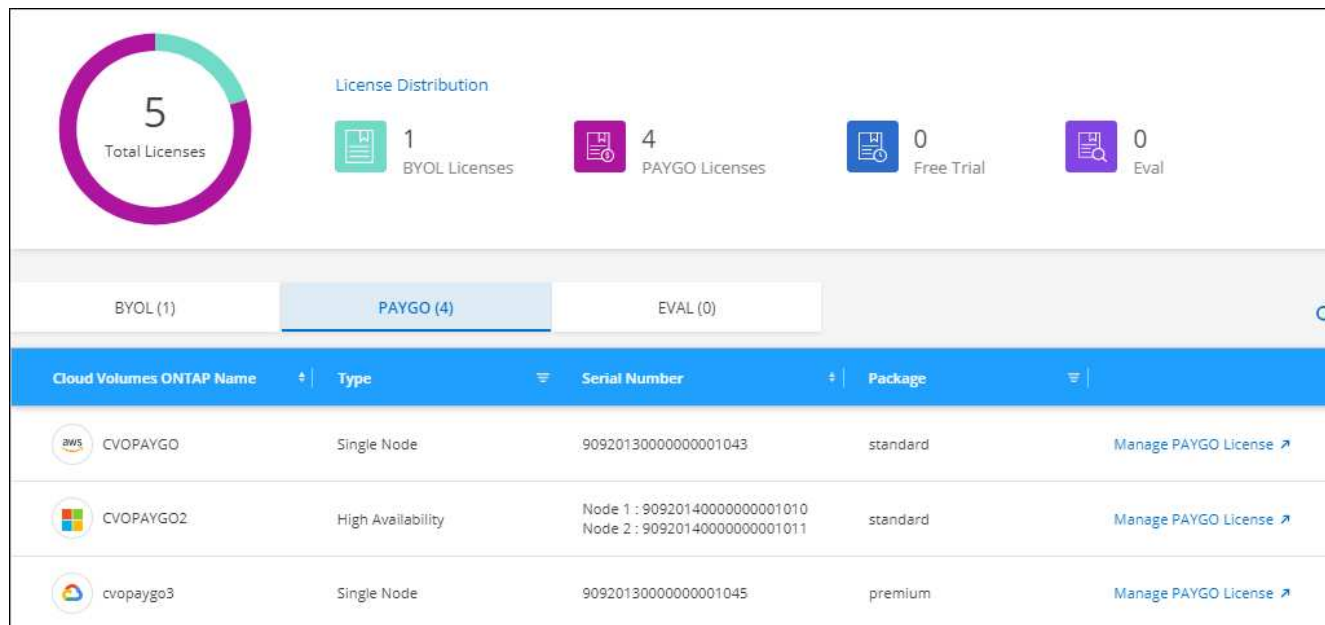 5
Total Licenses
License Distribution
1
BYOL Licenses
4
PAYGO Licenses
0
Free Trial
0
Eval
BYOL (1)
PAYGO (4)
EVAL (0)
Cloud Volumes ONTAP Name
Type
Serial Number
Package
aws
CVOPAYGO
Single Node
90920130000000001043
standard
Manage PAYGO License
CVOPAYGO2
High Availability
Node 1 : 90920140000000001010
Node 2 : 90920140000000001011
standard
Manage PAYGO License
cvopaygo3
Single Node
90920130000000001045
premium
Manage PAYGO License